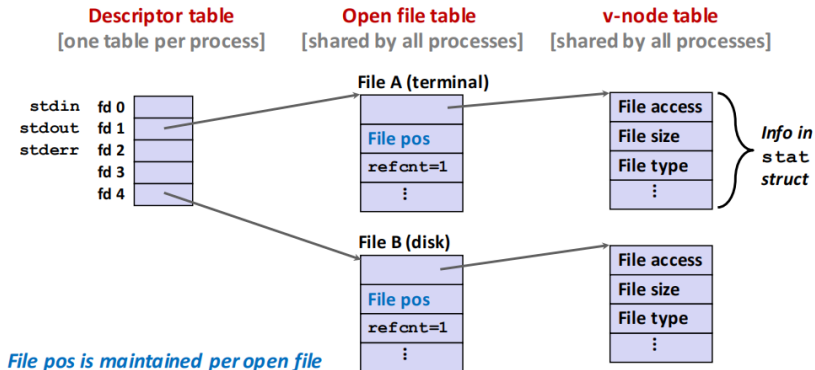 Descriptor table
[one table per process]
Open file table
[shared by all processes]
v-node table
[shared by all processes]
stdin fd 0
stdout fd 1
stderr fd 2
fd 3
fd 4
File A (terminal)
File pos
refcnt=1
⋮
File access
File size
File type
⋮
Info in
stat
struct
File B (disk)
File pos
refcnt=1
⋮
File access
File size
File type
⋮
File pos is maintained per open file